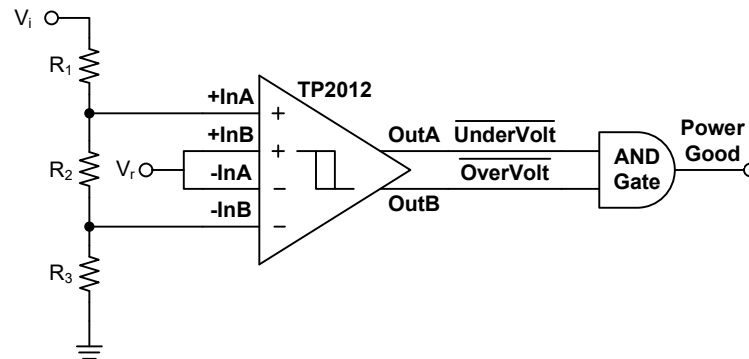 Vi
R1
TP2012
+InA
+
+InB
+
OutA
UnderVolt
Power
Good
AND
Gate
R2
Vr
-InA
−
OverVolt
-InB
−
OutB
R3